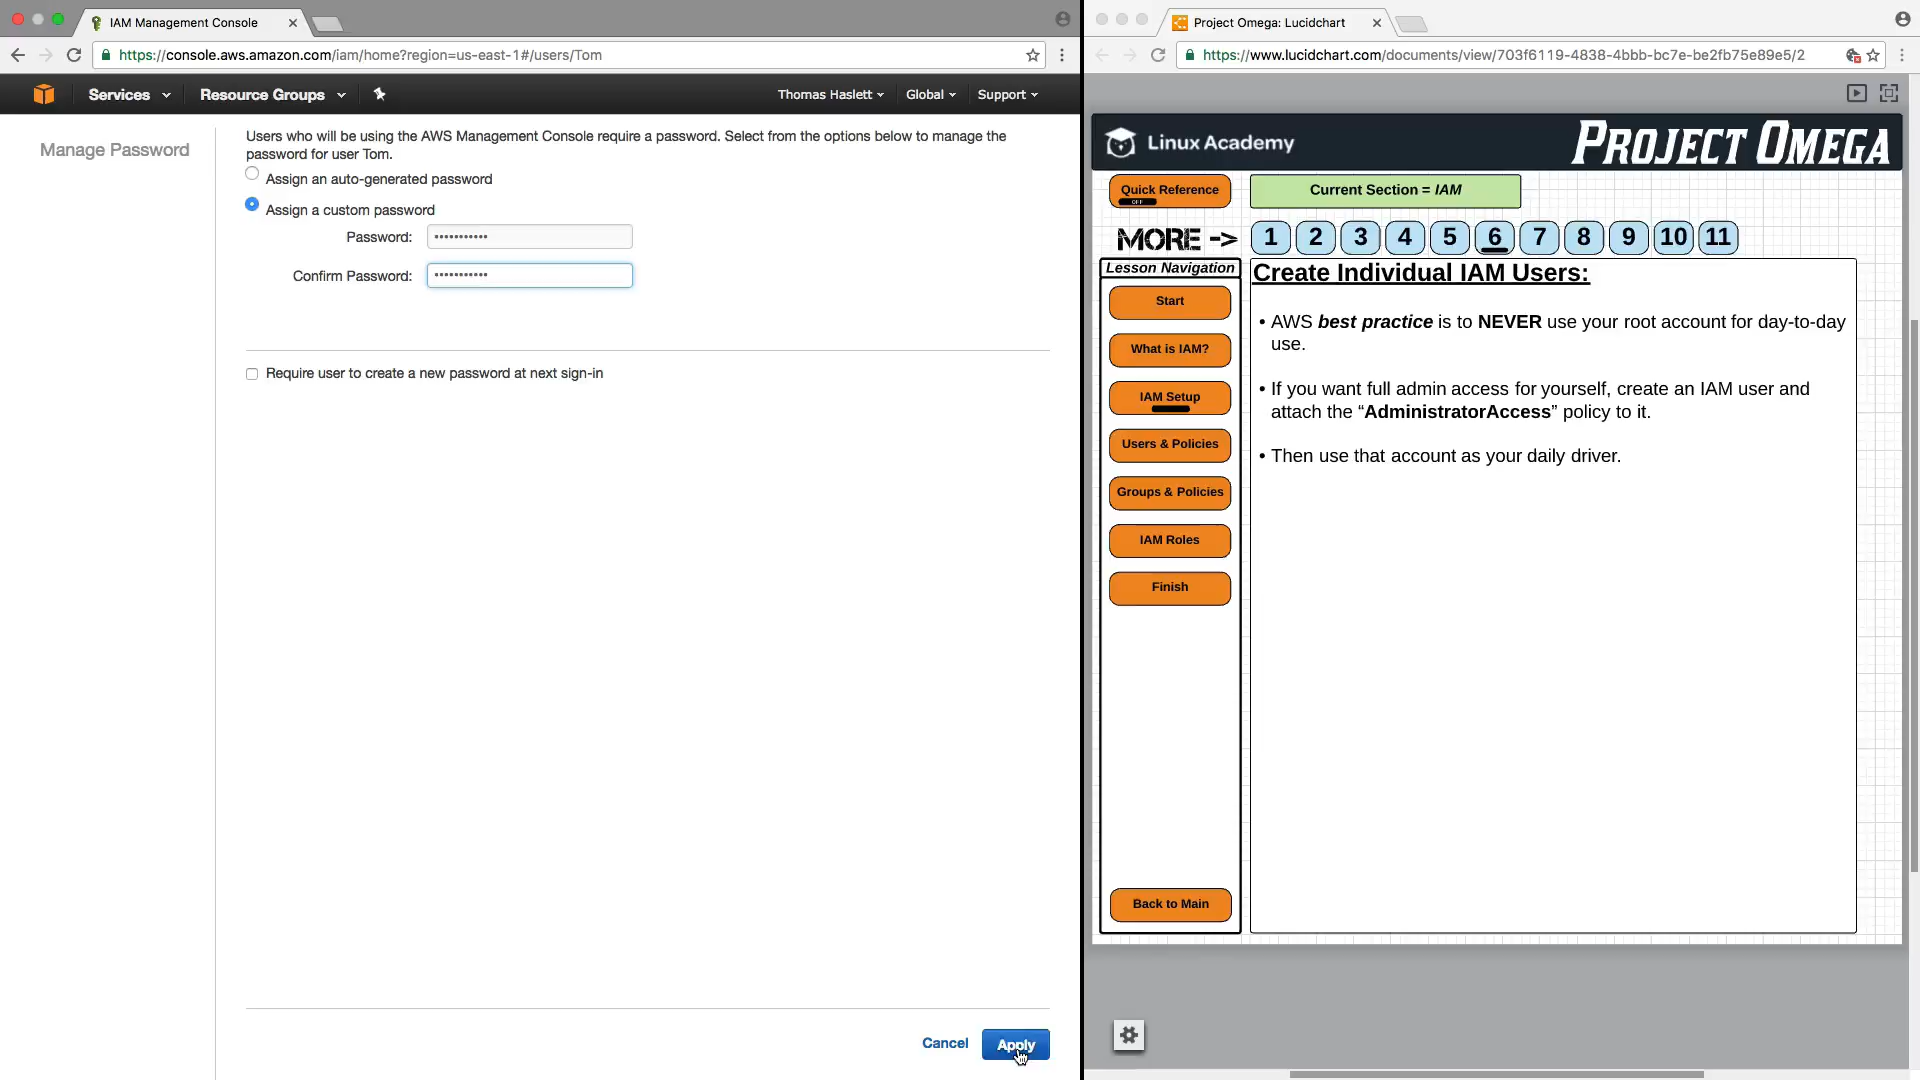 IAM Management Console
https://console.aws.amazon.com/iam/home?region=us-east-1#/users/Tom
Services
Resource Groups
Thomas Haslett
Global
Support
Manage Password
Users who will be using the AWS Management Console require a password. Select from the options below to manage the
password for user Tom.
Assign an auto-generated password
Assign a custom password
Password:
•••••••••••
Confirm Password:
•••••••••••
Require user to create a new password at next sign-in
Cancel
Apply
Project Omega: Lucidchart
https://www.lucidchart.com/documents/view/703f6119-4838-4bbb-bc7e-be2fb75e89e5/2
Linux Academy
PROJECT OMEGA
Quick Reference
OFF
Current Section = IAM
MORE ->
1 2 3 4 5 6 7 8 9 10 11
Lesson Navigation
Start
What is IAM?
IAM Setup
Users & Policies
Groups & Policies
IAM Roles
Finish
Back to Main
Create Individual IAM Users:
• AWS best practice is to NEVER use your root account for day-to-day
use.
• If you want full admin access for yourself, create an IAM user and
attach the “AdministratorAccess” policy to it.
• Then use that account as your daily driver.